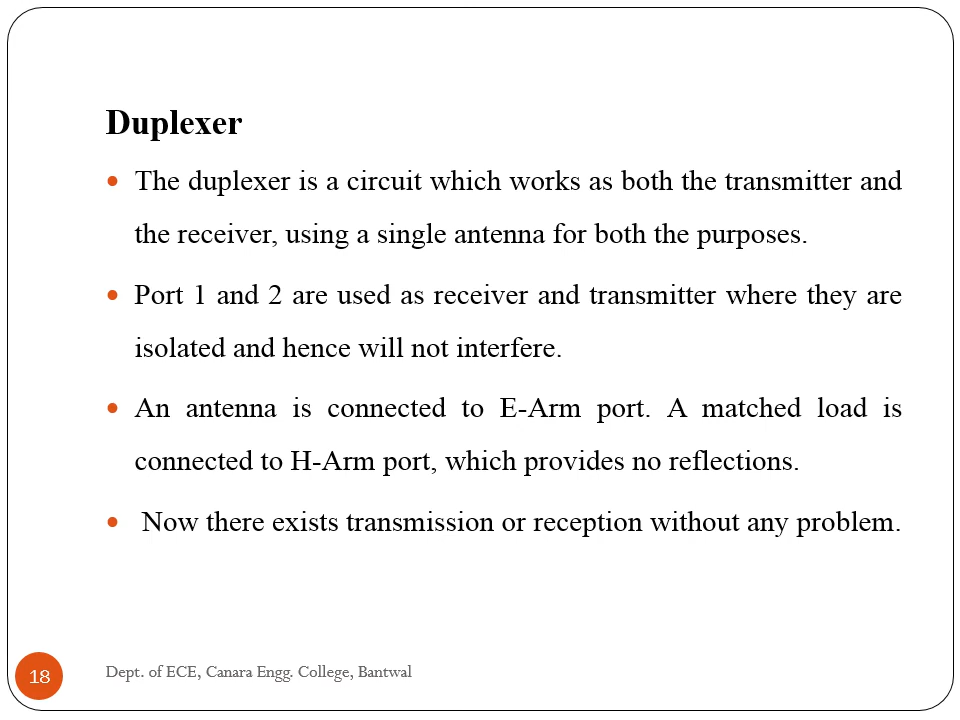 Duplexer
• The duplexer is a circuit which works as both the transmitter and
the receiver, using a single antenna for both the purposes.
• Port 1 and 2 are used as receiver and transmitter where they are
isolated and hence will not interfere.
• An antenna is connected to E-Arm port. A matched load is
connected to H-Arm port, which provides no reflections.
• Now there exists transmission or reception without any problem.
18
Dept. of ECE, Canara Engg. College, Bantwal